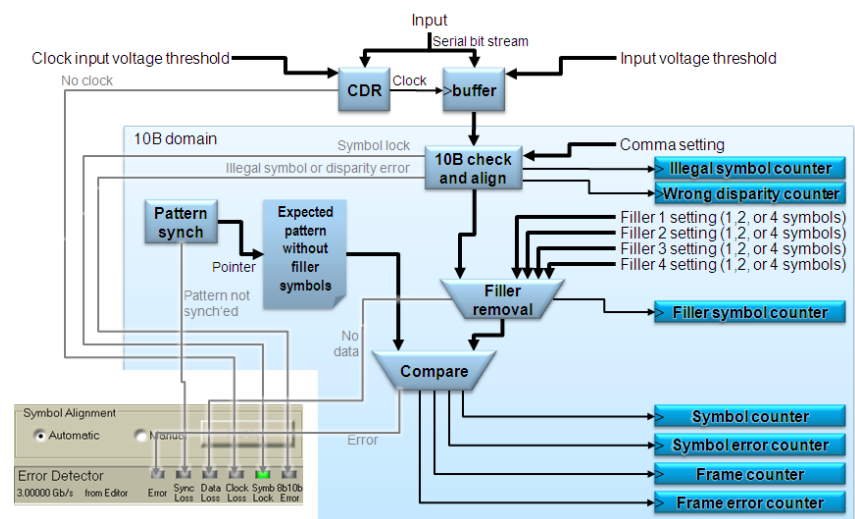 Input
Serial bit stream
Clock input voltage threshold
Input voltage threshold
No clock
CDR
Clock
>buffer
10B domain
Symbol lock
Illegal symbol or disparity error
10B check
and align
Comma setting
> Illegal symbol counter
> Wrong disparity counter
Pattern
synch
Expected
pattern
without
filler
symbols
Pointer
Filler 1 setting (1,2, or 4 symbols)
Filler 2 setting (1,2, or 4 symbols)
Filler 3 setting (1,2, or 4 symbols)
Filler 4 setting (1,2, or 4 symbols)
Pattern not
synch'ed
Filler
removal
> Filler symbol counter
No
data
Compare
Symbol Alignment
Automatic
Manual
Error
> Symbol counter
> Symbol error counter
> Frame counter
> Frame error counter
Error Detector
3.00000 Gb/s from Editor
Error
Sync
Loss
Data
Loss
Clock
Loss
Symb
Lock
8b10b
Error